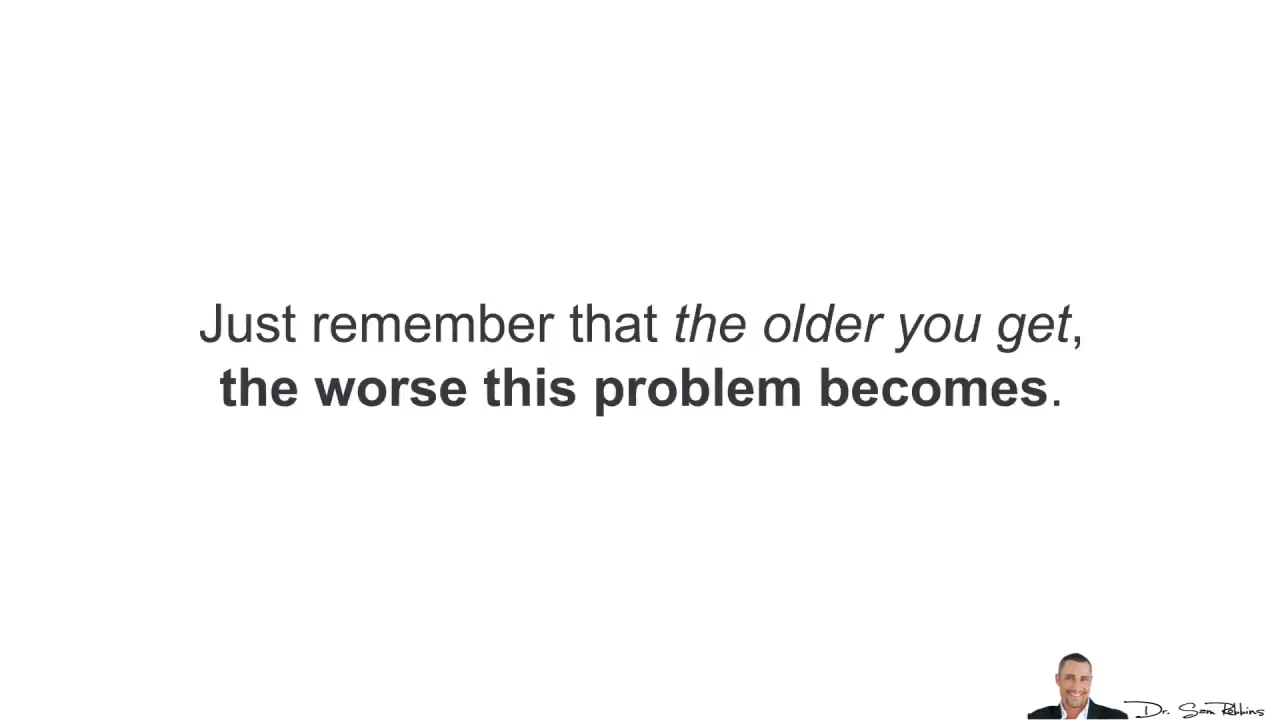 Just remember that the older you get,
the worse this problem becomes.
Dr. Sam Robbins